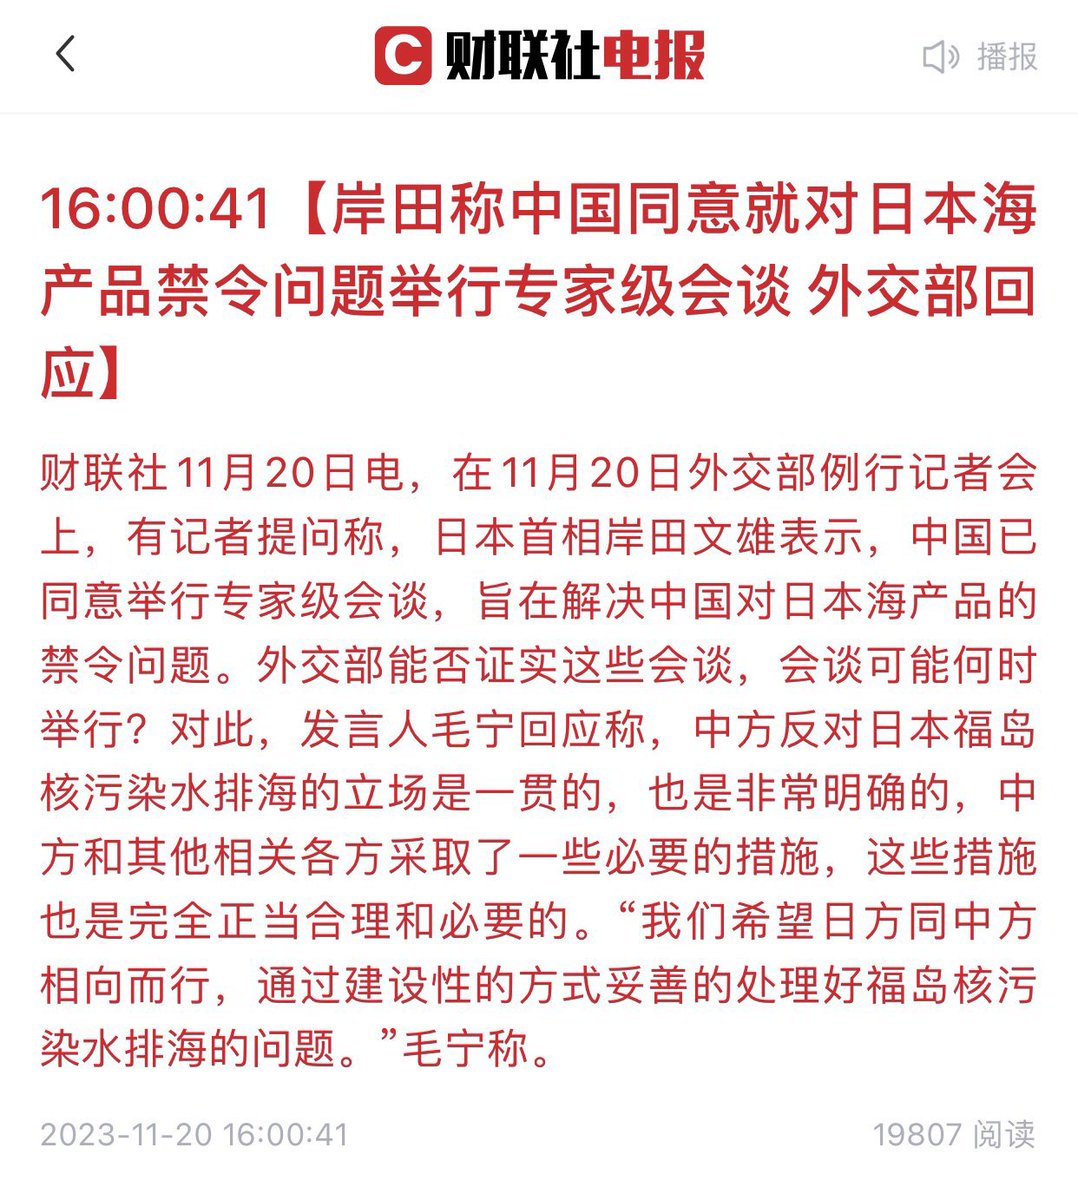 财联社电报
播报
16:00:41【岸田称中国同意就对日本海
产品禁令问题举行专家级会谈 外交部回
应】
财联社11月20日电，在11月20日外交部例行记者会
上，有记者提问称，日本首相岸田文雄表示，中国已
同意举行专家级会谈，旨在解决中国对日本海产品的
禁令问题。外交部能否证实这些会谈，会谈可能何时
举行？对此，发言人毛宁回应称，中方反对日本福岛
核污染水排海的立场是一贯的，也是非常明确的，中
方和其他相关各方采取了一些必要的措施，这些措施
也是完全正当合理和必要的。“我们希望日方同中方
相向而行，通过建设性的方式妥善的处理好福岛核污
染水排海的问题。”毛宁称。
2023-11-20 16:00:41
19807 阅读